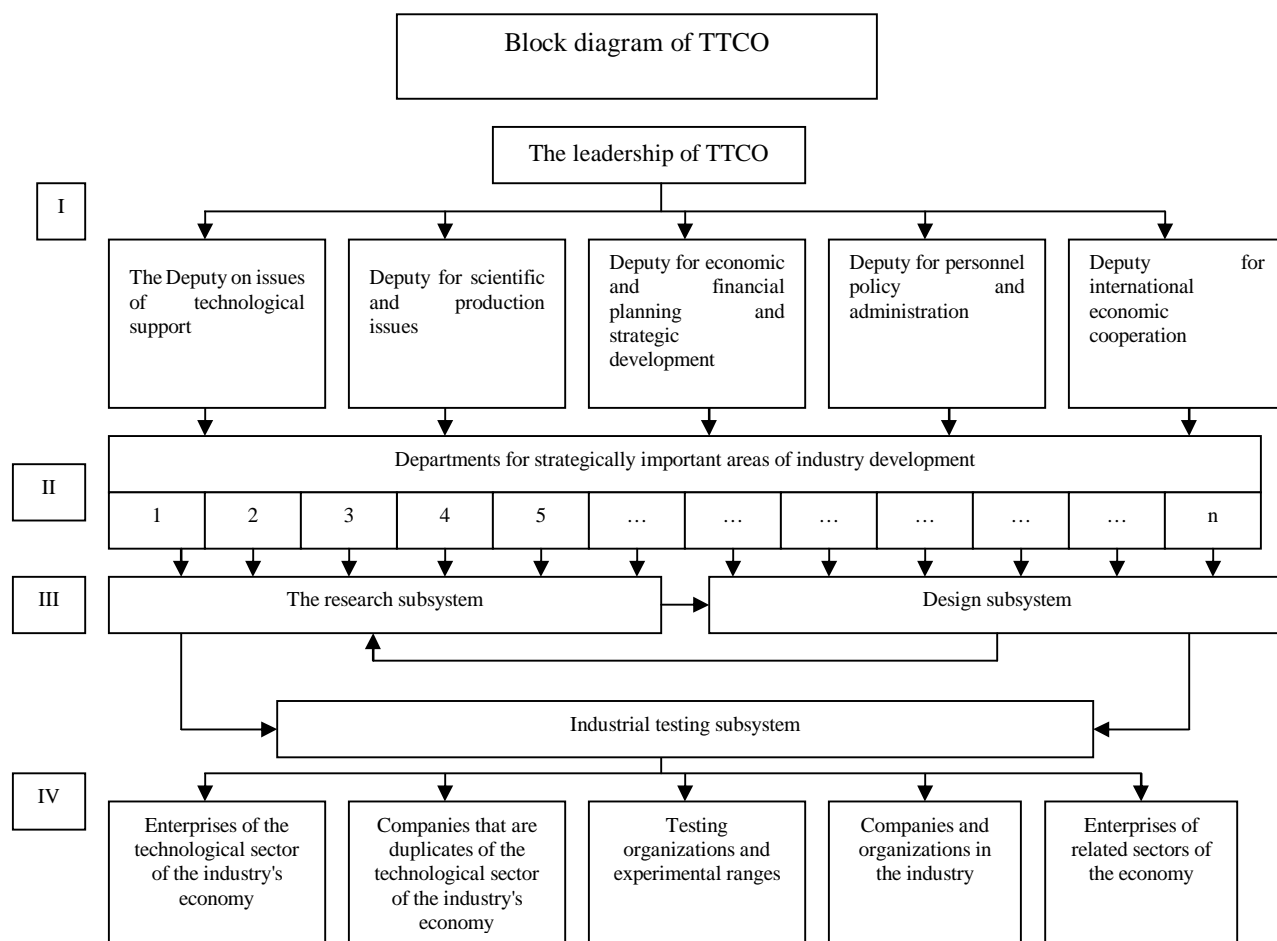 Block diagram of TTCO
The leadership of TTCO
I
The Deputy on issues
of technological
support
Deputy for scientific
and production
issues
Deputy for economic
and financial
planning and
strategic
development
Deputy for personnel
policy and
administration
Deputy for
international
economic
cooperation
Departments for strategically important areas of industry development
II
1 2 3 4 5 … … … … … … n
III
The research subsystem
Design subsystem
Industrial testing subsystem
IV
Enterprises of the
technological sector
of the industry's
economy
Companies that are
duplicates of the
technological sector
of the industry's
economy
Testing
organizations and
experimental ranges
Companies and
organizations in
the industry
Enterprises of
related sectors of
the economy